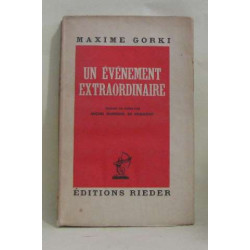 MAXIME GORKI
UN ÉVÉNEMENT
EXTRAORDINAIRE
ÉDITIONS RIEDER